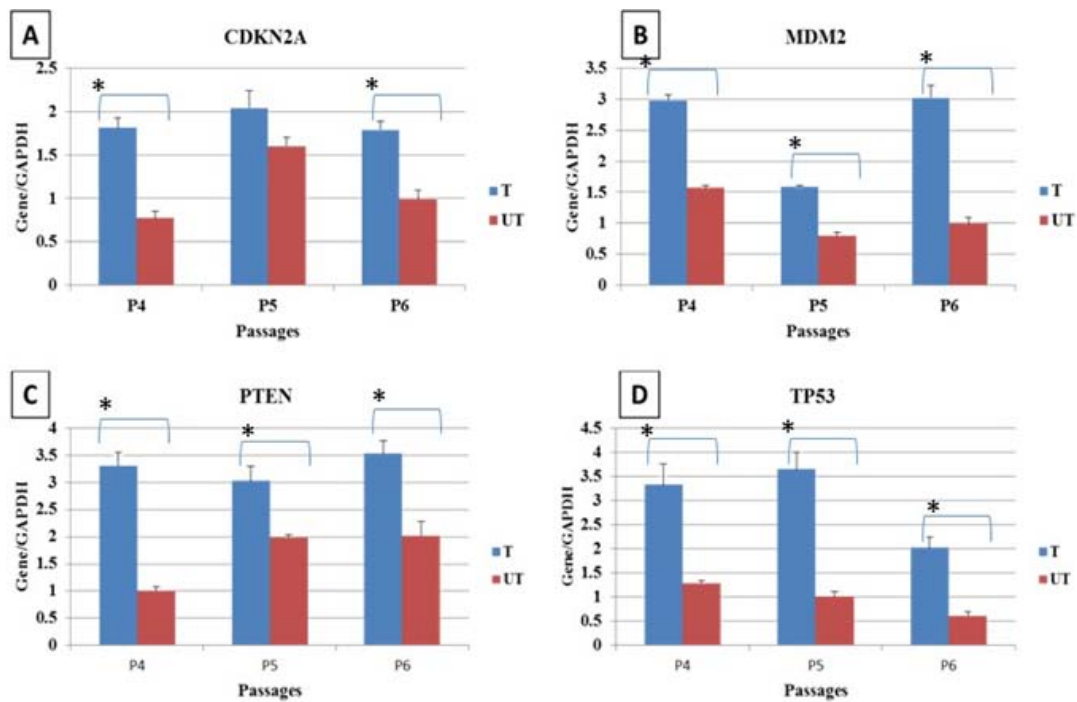 A
CDKN2A
2.5
2
1.5
1
0.5
0
Gene/GAPDH
*
*
P4 P5 P6
Passages
T
UT
B
MDM2
3.5
3
2.5
2
1.5
1
0.5
0
Gene/GAPDH
*
*
*
P4 P5 P6
Passages
T
UT
C
PTEN
4
3.5
3
2.5
2
1.5
1
0.5
0
Gene/GAPDH
*
*
*
P4 P5 P6
Passages
T
UT
D
TP53
4.5
4
3.5
3
2.5
2
1.5
1
0.5
0
Gene/GAPDH
*
*
*
P4 P5 P6
Passages
T
UT